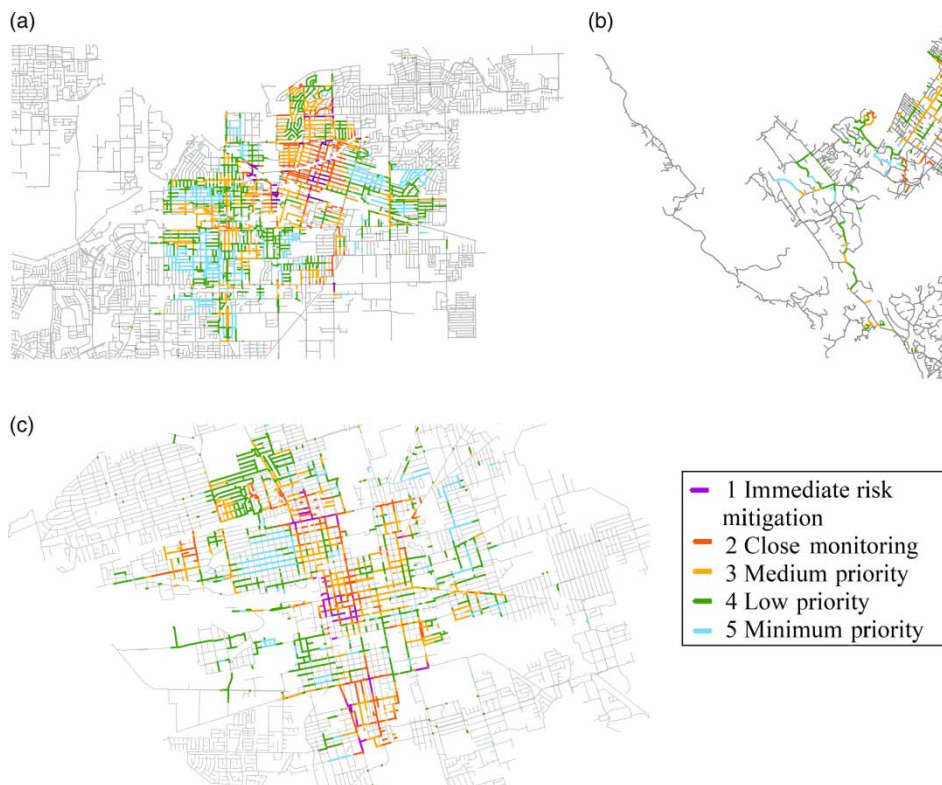 (a)
(b)
(c)
1 Immediate risk
mitigation
2 Close monitoring
3 Medium priority
4 Low priority
5 Minimum priority